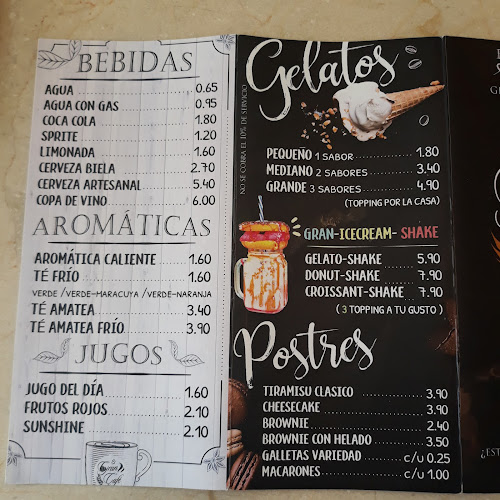 BEBIDAS
AGUA 0.65
AGUA CON GAS 0.95
COCA COLA 1.80
SPRITE 1.20
LIMONADA 1.60
CERVEZA BIELA 2.70
CERVEZA ARTESANAL 5.40
COPA DE VINO 6.00
AROMÁTICAS
AROMÁTICA CALIENTE 1.60
TÉ FRÍO 1.60
VERDE /VERDE-MARACUYA /VERDE-NARANJA
TÉ AMATEA 3.40
TÉ AMATEA FRÍO 3.90
JUGOS
JUGO DEL DÍA 1.60
FRUTOS ROJOS 2.10
SUNSHINE 2.10
Café
NO SE COBRA EL 10% DE SERVICIO
Gelatos
PEQUEÑO 1 SABOR 1.80
MEDIANO 2 SABORES 3.40
GRANDE 3 SABORES 4.90
(TOPPING POR LA CASA)
GRAN-ICECREAM- SHAKE
GELATO-SHAKE 5.90
DONUT-SHAKE 7.90
CROISSANT-SHAKE 7.90
( 3 TOPPING A TU GUSTO )
Postres
TIRAMISU CLASICO 3.90
CHEESECAKE 3.90
BROWNIE 2.40
BROWNIE CON HELADO 3.50
GALLETAS VARIEDAD c/u 0.25
MACARONES c/u 1.00